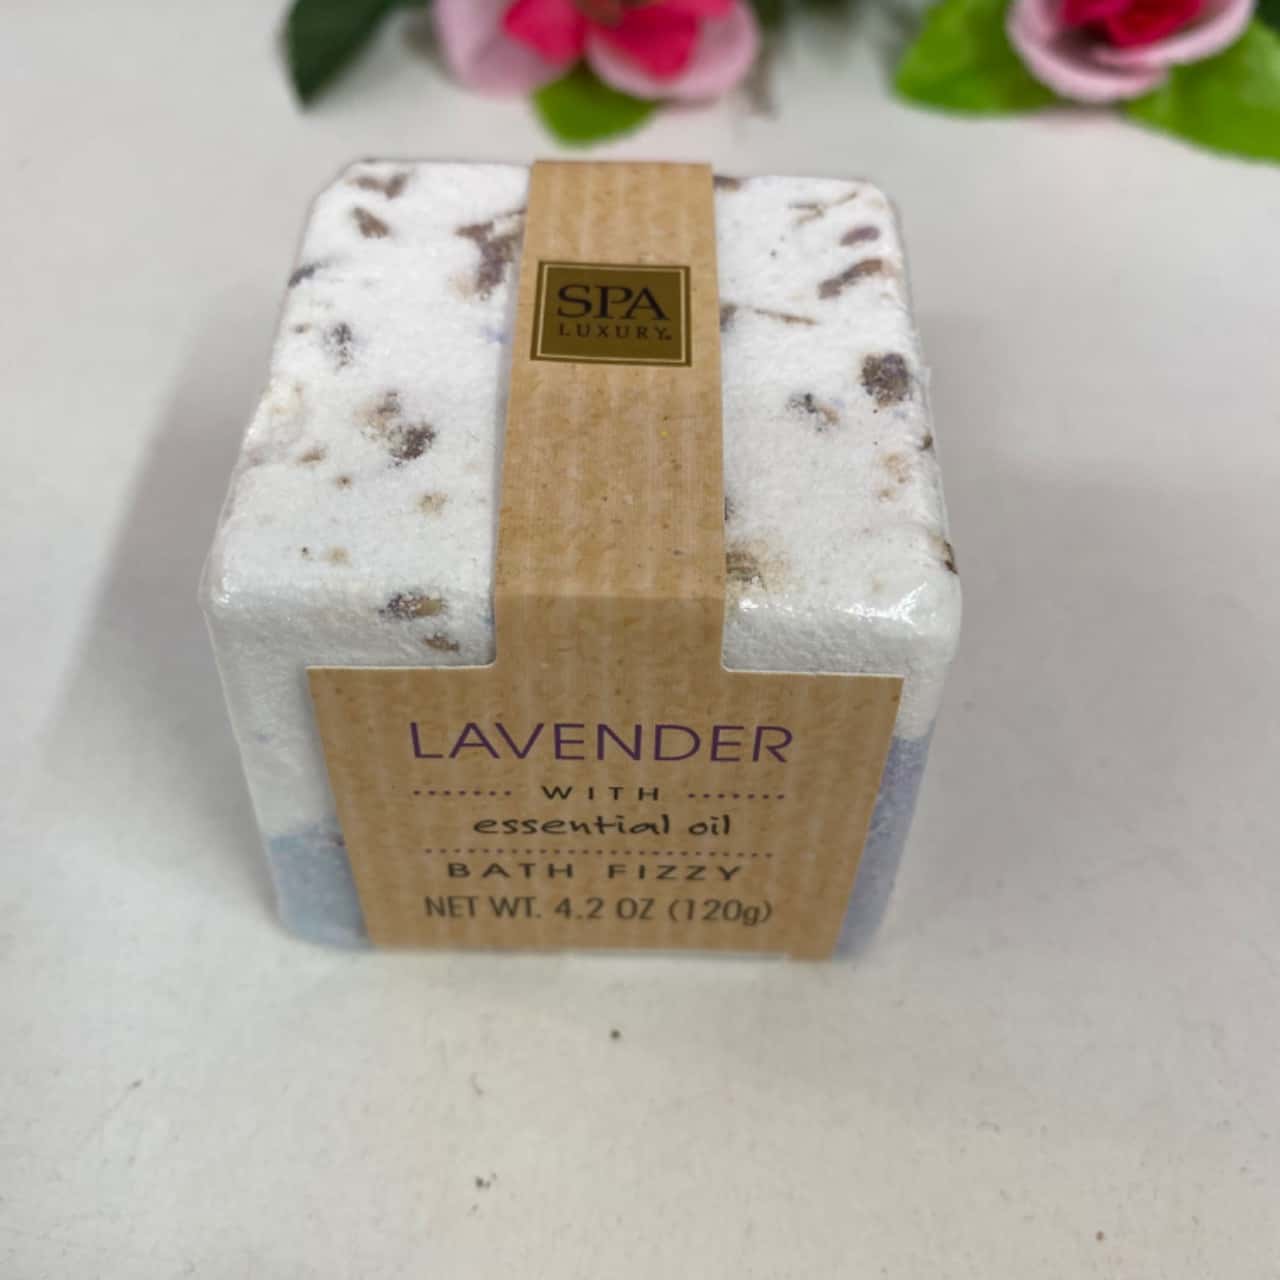 SPA
LUXURY®
LAVENDER
WITH
essential oil
BATH FIZZY
NET WT. 4.2 OZ (120g)